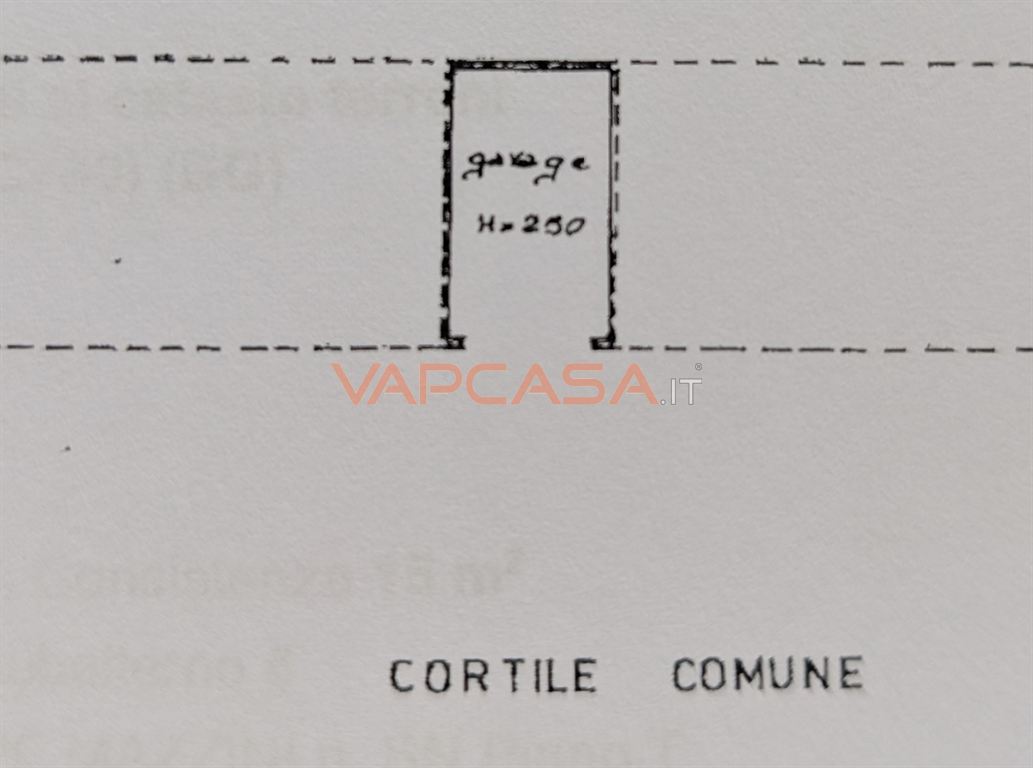 garage
H=250
VAPCASA.IT®
CORTILE COMUNE